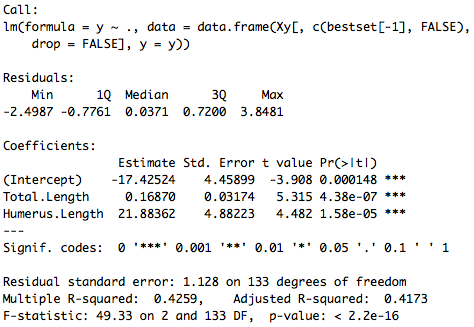 Call:
lm(formula = y ~ ., data = data.frame(Xy[, c(bestset[-1], FALSE),
    drop = FALSE], y = y))

Residuals:
    Min      1Q  Median      3Q     Max
-2.4987 -0.7761  0.0371  0.7200  3.8481

Coefficients:
                Estimate Std. Error t value Pr(>|t|)
(Intercept)    -17.42524    4.45899  -3.908 0.000148 ***
Total.Length     0.16870    0.03174   5.315 4.38e-07 ***
Humerus.Length  21.88362    4.88223   4.482 1.58e-05 ***
---
Signif. codes:  0 '***' 0.001 '**' 0.01 '*' 0.05 '.' 0.1 ' ' 1

Residual standard error: 1.128 on 133 degrees of freedom
Multiple R-squared:  0.4259,    Adjusted R-squared:  0.4173
F-statistic: 49.33 on 2 and 133 DF,  p-value: < 2.2e-16